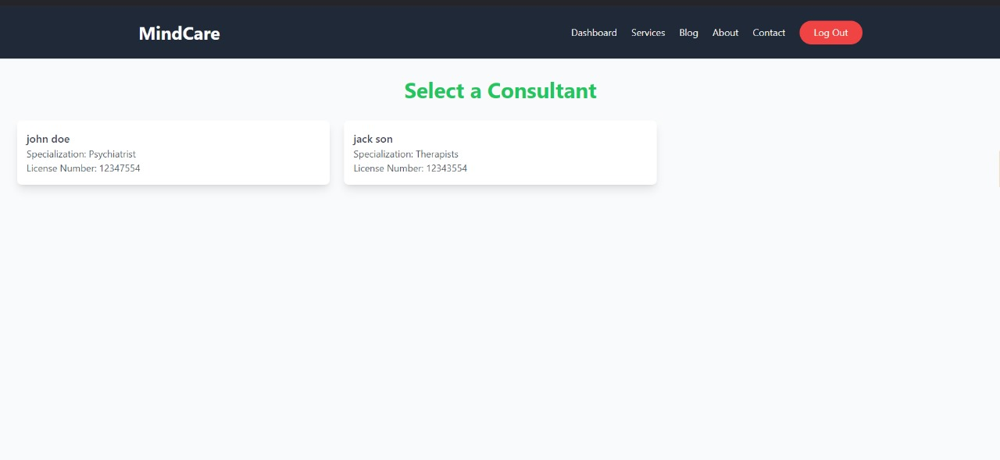 MindCare
Dashboard Services Blog About Contact Log Out
Select a Consultant
john doe
Specialization: Psychiatrist
License Number: 12347554
jack son
Specialization: Therapists
License Number: 12343554